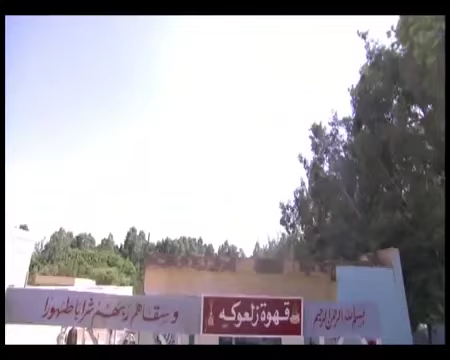 بسم الله الرحمن الرحيم
قهوة زلعوكه
وسقاهم ربهم شرابا طهورا